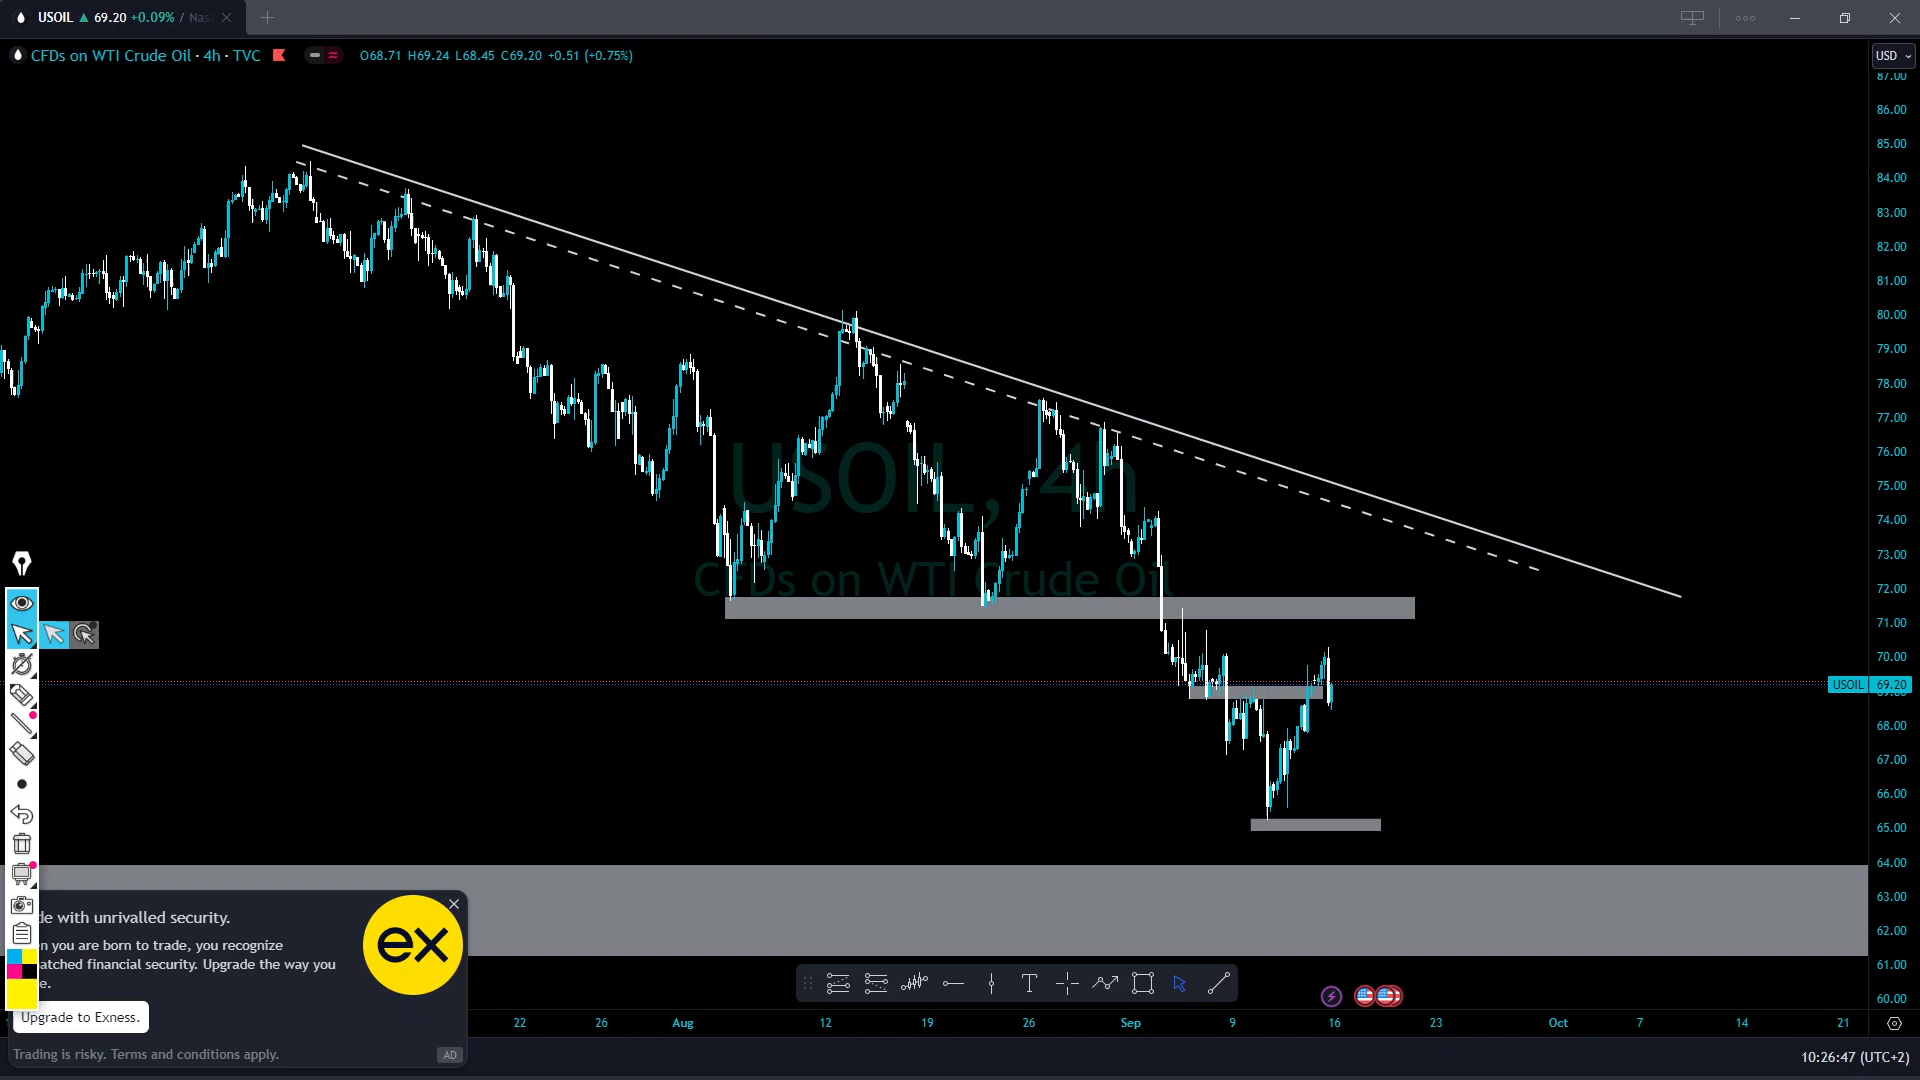 USOIL ▲ 69.20 +0.09% / Nas
CFDs on WTI Crude Oil · 4h · TVC
O68.71 H69.24 L68.45 C69.20 +0.51 (+0.75%)
USD
87.00
86.00
85.00
84.00
83.00
82.00
81.00
80.00
79.00
78.00
77.00
76.00
75.00
74.00
73.00
72.00
71.00
70.00
USOIL 69.20
68.00
67.00
66.00
65.00
64.00
63.00
62.00
61.00
60.00
USOIL, 4h
CFDs on WTI Crude Oil
de with unrivalled security.
n you are born to trade, you recognize
atched financial security. Upgrade the way you
e.
ex
Upgrade to Exness.
Trading is risky. Terms and conditions apply.
AD
22 26 Aug 12 19 26 Sep 9 16 23 Oct 7 14 21
10:26:47 (UTC+2)